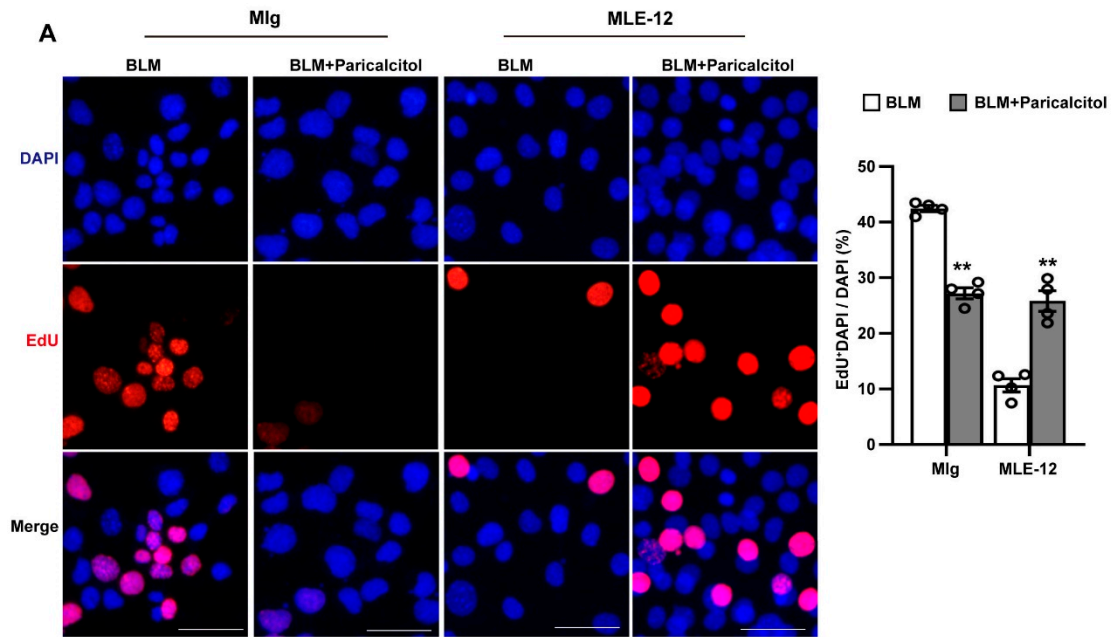 A
Mlg
MLE-12
BLM
BLM+Paricalcitol
BLM
BLM+Paricalcitol
DAPI
EdU
Merge
BLM
BLM+Paricalcitol
EdU⁺DAPI / DAPI (%)
50
40
30
20
10
0
**
**
Mlg
MLE-12